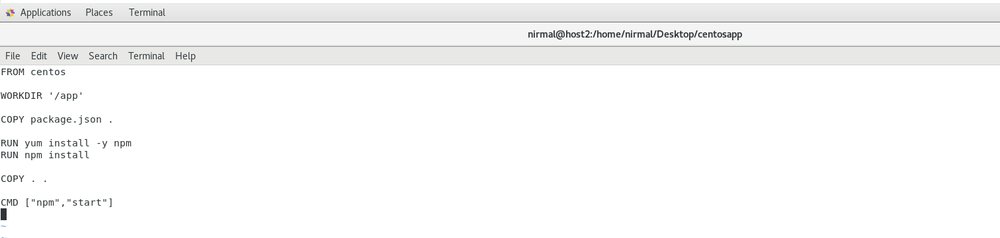 Applications Places Terminal
nirmal@host2:/home/nirmal/Desktop/centosapp
File Edit View Search Terminal Help
FROM centos
WORKDIR '/app'
COPY package.json .
RUN yum install -y npm
RUN npm install
COPY . .
CMD ["npm","start"]
~
~